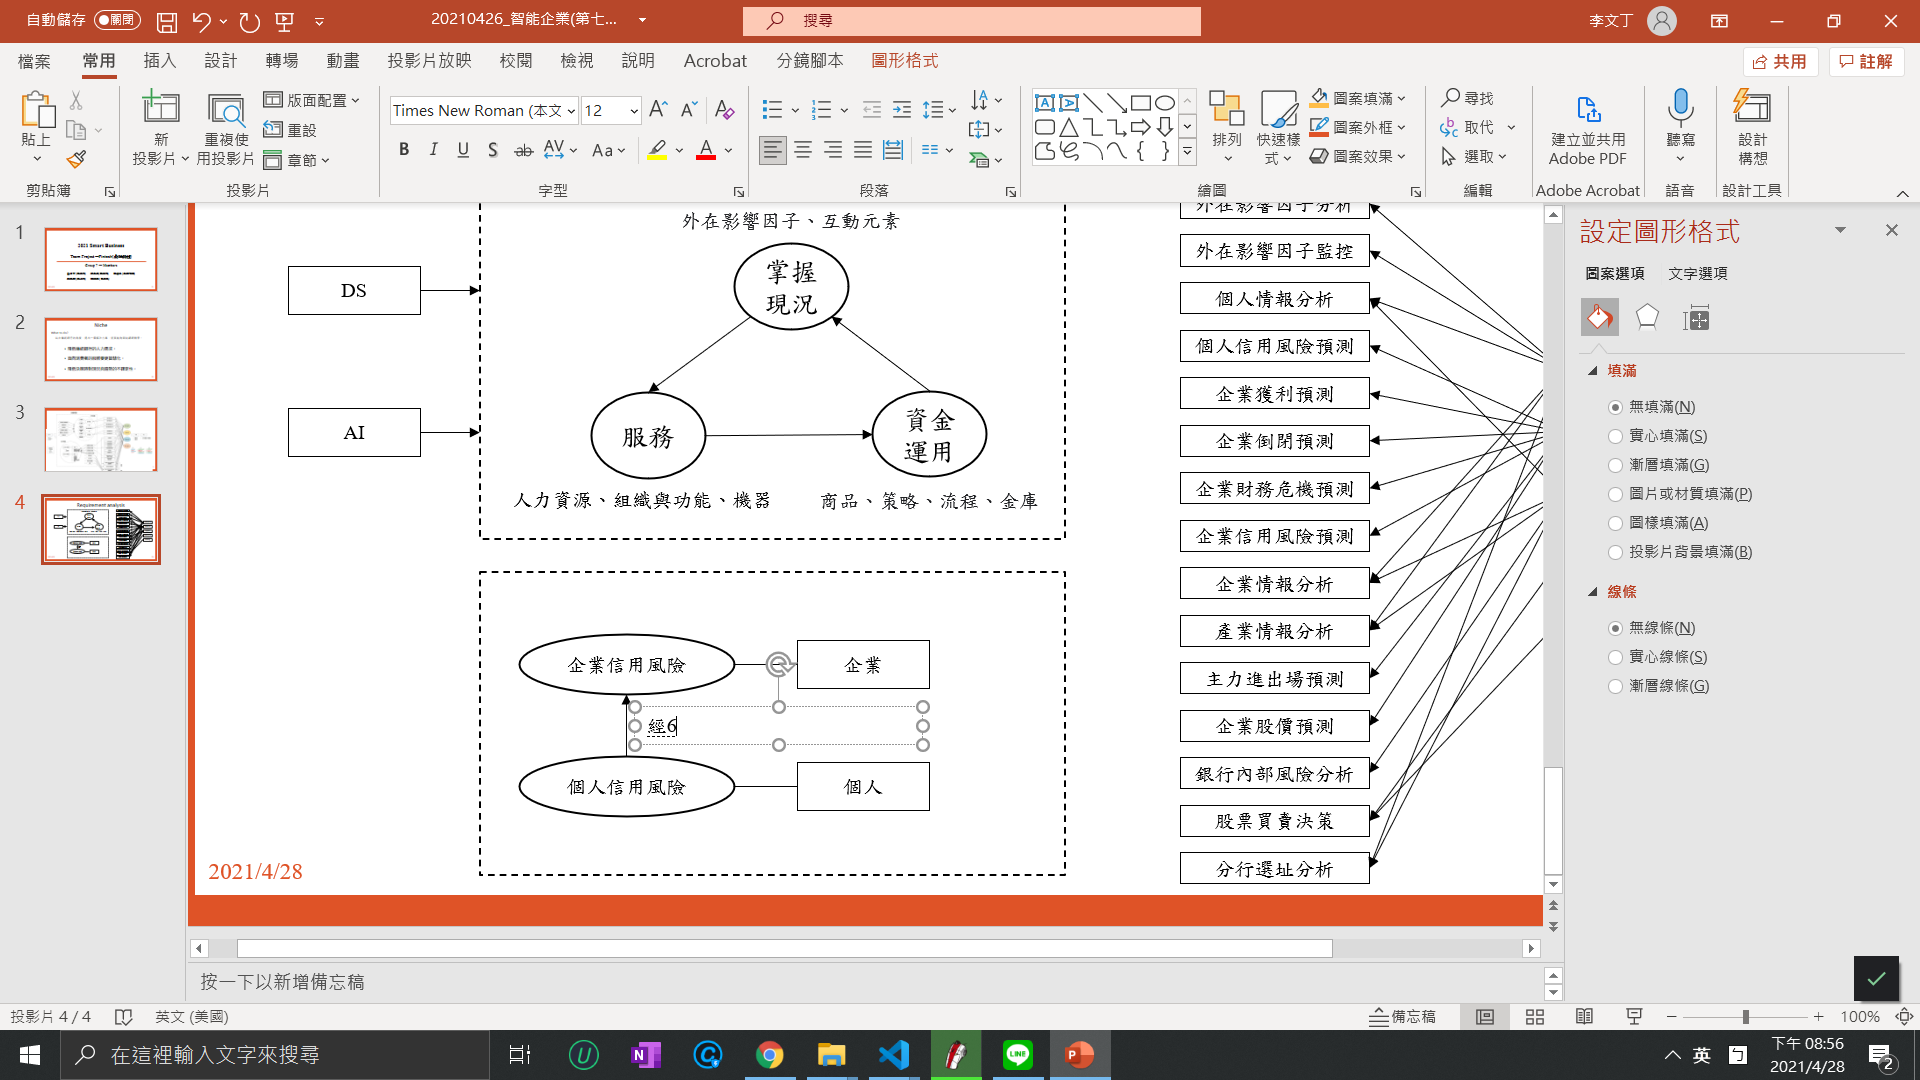 自動儲存 關閉 20210426_智能企業(第七... 搜尋 李文丁
檔案 常用 插入 設計 轉場 動畫 投影片放映 校閱 檢視 說明 Acrobat 分鏡腳本 圖形格式 共用 註解
貼上 新 投影片 重複使 用投影片 版面配置 重設 章節
Times New Roman (本文 12
B I U S ab AV Aa A
排列 快速樣 式 圖案填滿 圖案外框 圖案效果
尋找 取代 選取
建立並共用 Adobe PDF 聽寫 設計 構想
剪貼簿 投影片 字型 段落 繪圖 編輯 Adobe Acrobat 語音 設計工具
1
2021 Smart Business
2
Niche
3
4
Requirement analysis
外在影響因子、互動元素
掌握
現況
DS
AI
服務
資金
運用
人力資源、組織與功能、機器
商品、策略、流程、金庫
企業信用風險
企業
經6
個人信用風險
個人
2021/4/28
外在影響因子分析
外在影響因子監控
個人情報分析
個人信用風險預測
企業獲利預測
企業倒閉預測
企業財務危機預測
企業信用風險預測
企業情報分析
產業情報分析
主力進出場預測
企業股價預測
銀行內部風險分析
股票買賣決策
分行選址分析
設定圖形格式
圖案選項 文字選項
填滿
無填滿(N)
實心填滿(S)
漸層填滿(G)
圖片或材質填滿(P)
圖樣填滿(A)
投影片背景填滿(B)
線條
無線條(N)
實心線條(S)
漸層線條(G)
按一下以新增備忘稿
投影片 4 / 4 英文 (美國) 備忘稿 100%
在這裡輸入文字來搜尋
英
下午 08:56
2021/4/28
2